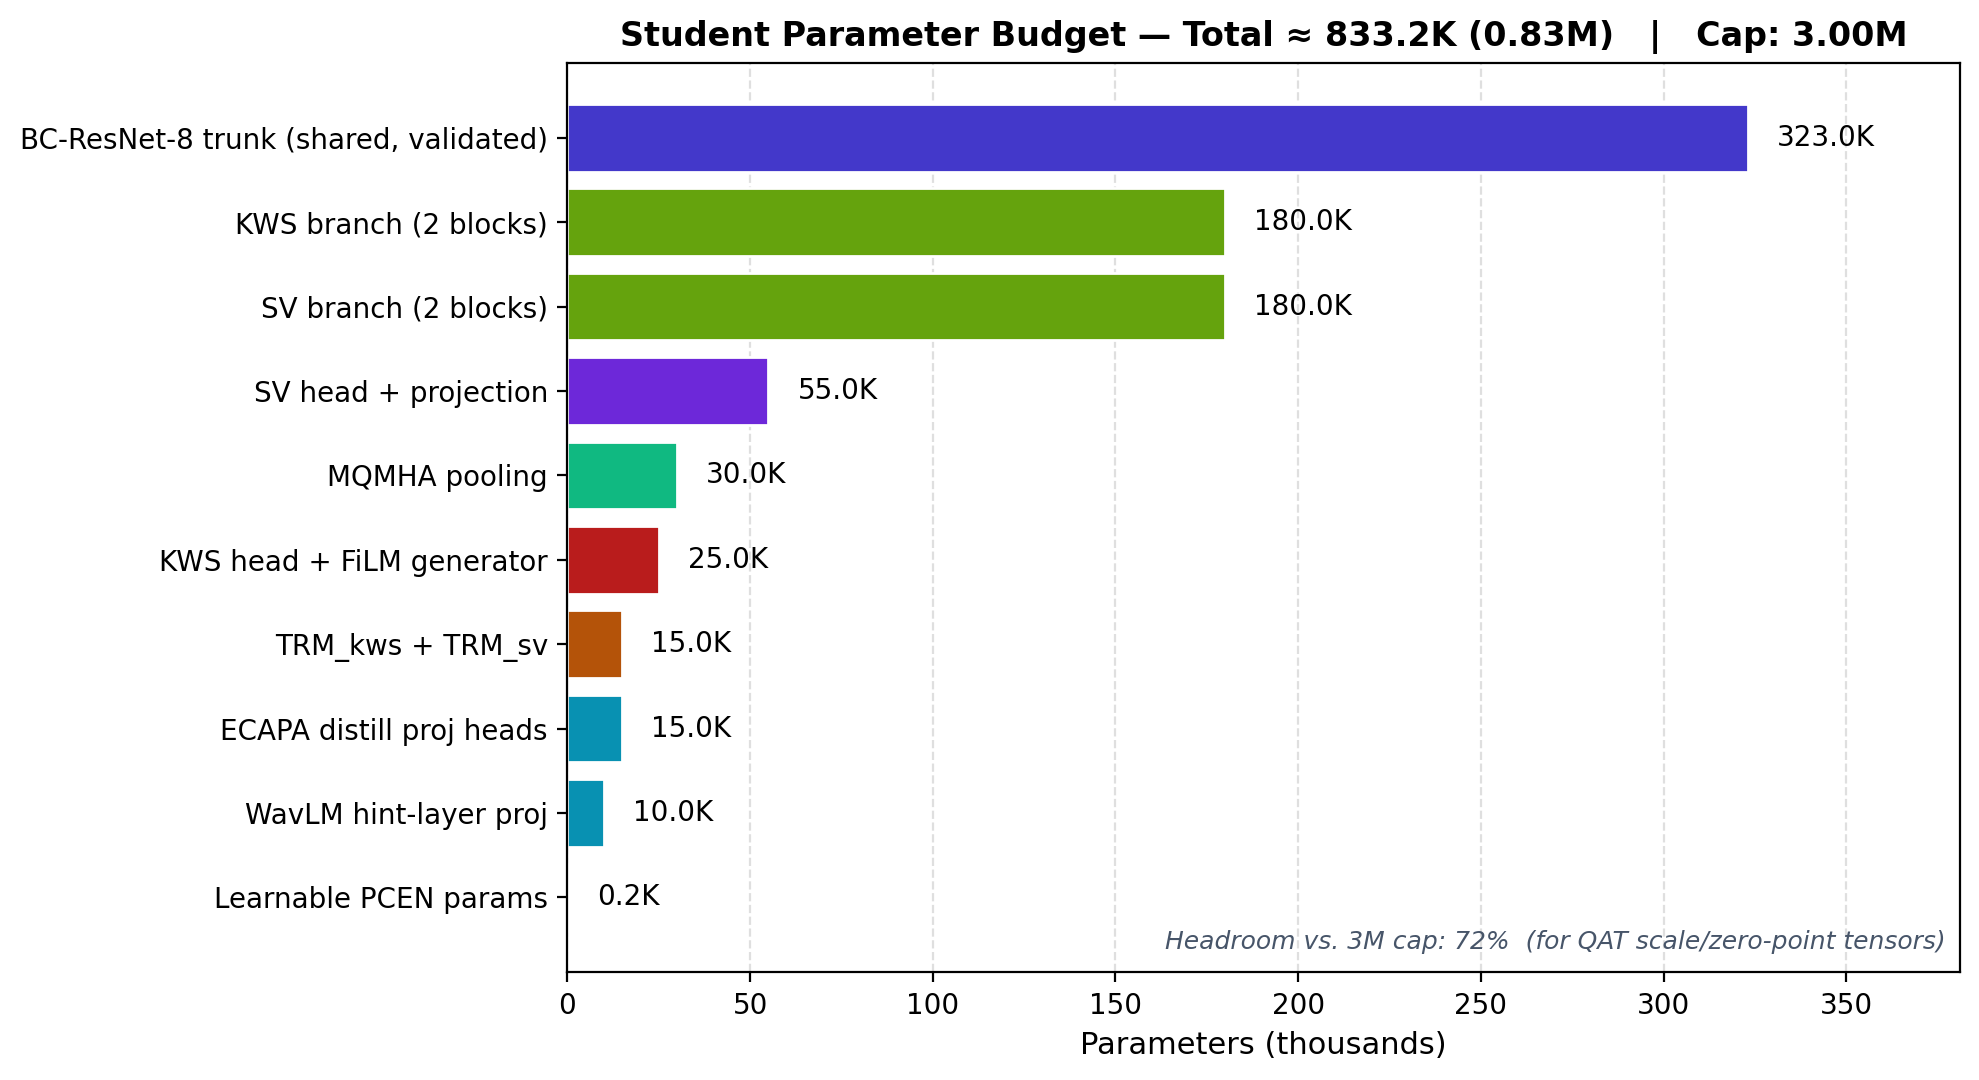 Student Parameter Budget — Total ≈ 833.2K (0.83M)   |   Cap: 3.00M
BC-ResNet-8 trunk (shared, validated) 323.0K
KWS branch (2 blocks) 180.0K
SV branch (2 blocks) 180.0K
SV head + projection 55.0K
MQMHA pooling 30.0K
KWS head + FiLM generator 25.0K
TRM_kws + TRM_sv 15.0K
ECAPA distill proj heads 15.0K
WavLM hint-layer proj 10.0K
Learnable PCEN params 0.2K
Headroom vs. 3M cap: 72%  (for QAT scale/zero-point tensors)
0 50 100 150 200 250 300 350
Parameters (thousands)